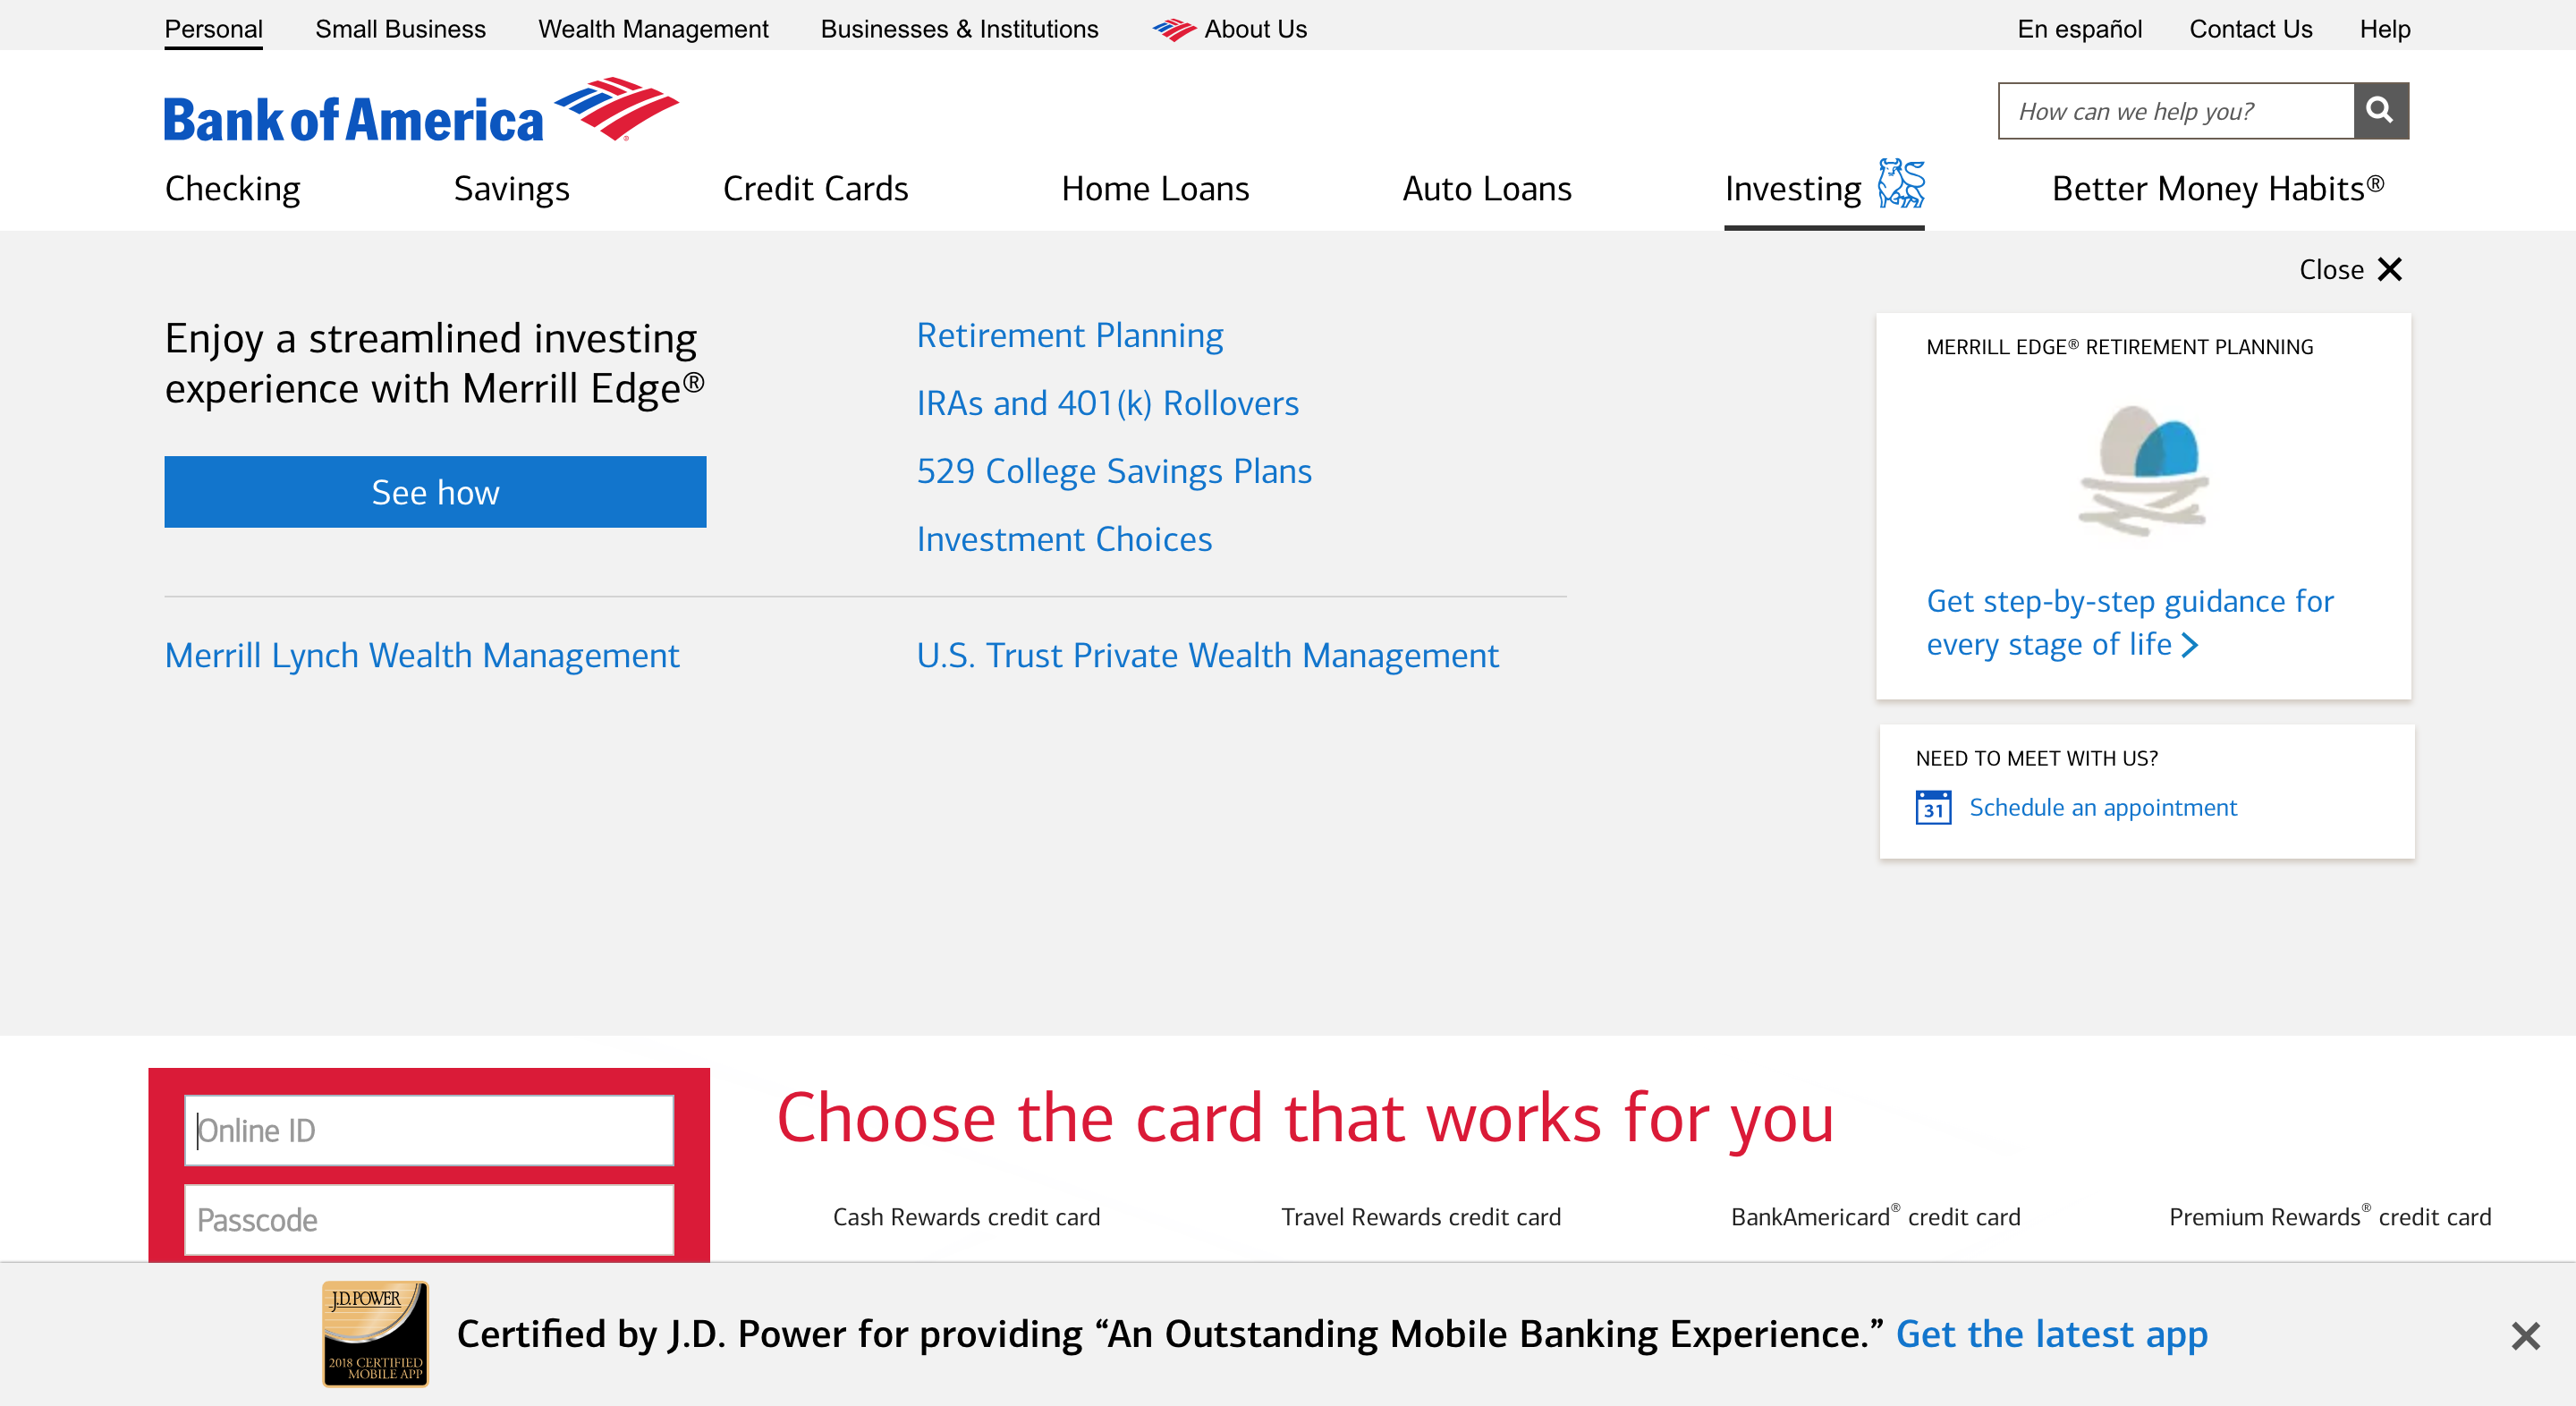 Personal Small Business Wealth Management Businesses & Institutions About Us En español Contact Us Help
Bank of America
How can we help you?
Checking Savings Credit Cards Home Loans Auto Loans Investing Better Money Habits®
Close
Enjoy a streamlined investing
experience with Merrill Edge®
See how
Retirement Planning
IRAs and 401(k) Rollovers
529 College Savings Plans
Investment Choices
Merrill Lynch Wealth Management
U.S. Trust Private Wealth Management
MERRILL EDGE® RETIREMENT PLANNING
Get step-by-step guidance for
every stage of life
NEED TO MEET WITH US?
31 Schedule an appointment
Online ID
Passcode
Choose the card that works for you
Cash Rewards credit card Travel Rewards credit card BankAmericard® credit card Premium Rewards® credit card
J.D.POWER
2018 CERTIFIED
MOBILE APP
Certified by J.D. Power for providing “An Outstanding Mobile Banking Experience.” Get the latest app